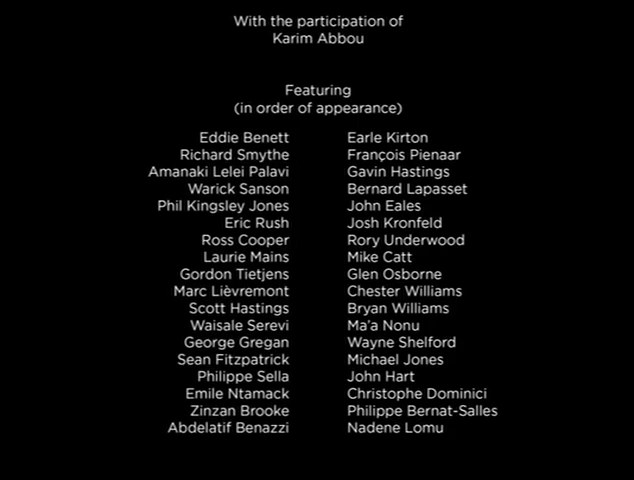 With the participation of
Karim Abbou
Featuring
(in order of appearance)
Eddie Benett
Richard Smythe
Amanaki Lelei Palavi
Warick Sanson
Phil Kingsley Jones
Eric Rush
Ross Cooper
Laurie Mains
Gordon Tietjens
Marc Lièvremont
Scott Hastings
Waisale Serevi
George Gregan
Sean Fitzpatrick
Philippe Sella
Emile Ntamack
Zinzan Brooke
Abdelatif Benazzi
Earle Kirton
François Pienaar
Gavin Hastings
Bernard Lapasset
John Eales
Josh Kronfeld
Rory Underwood
Mike Catt
Glen Osborne
Chester Williams
Bryan Williams
Ma'a Nonu
Wayne Shelford
Michael Jones
John Hart
Christophe Dominici
Philippe Bernat-Salles
Nadene Lomu